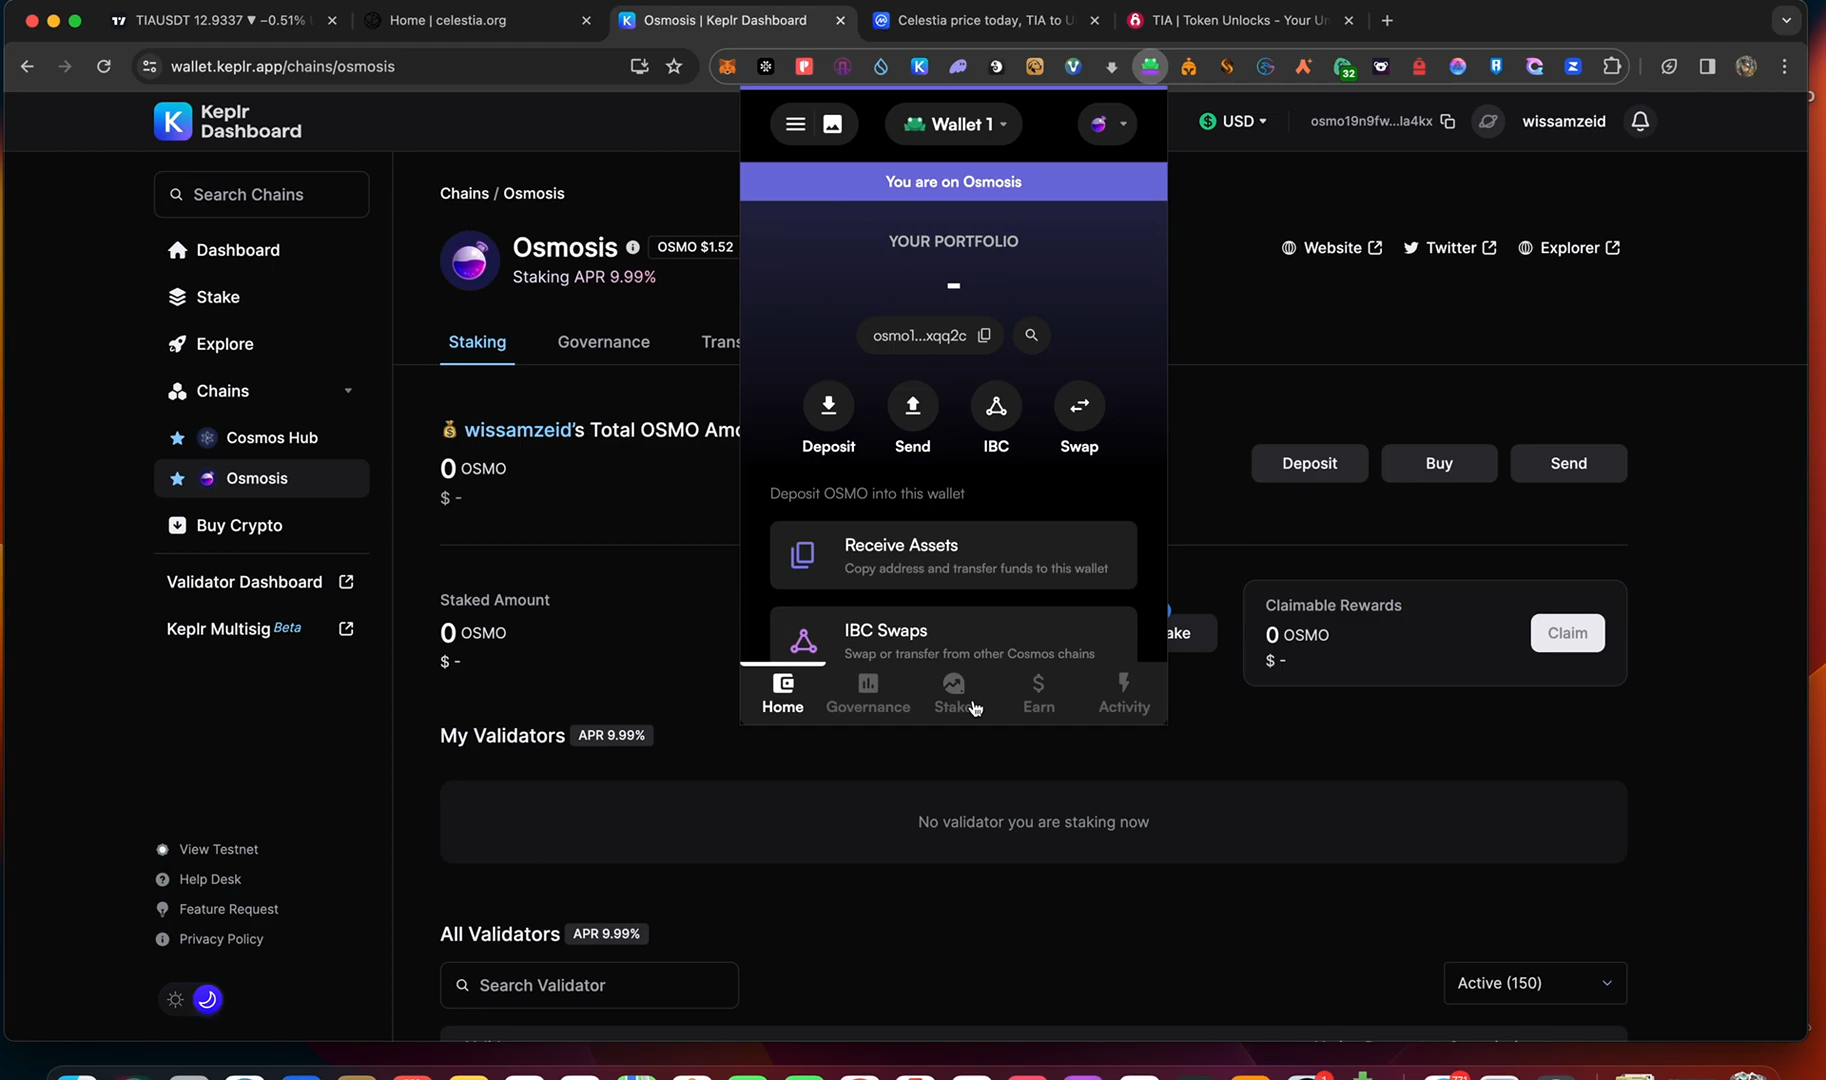 TIAUSDT 12.9337 ▼ −0.51%
Home | celestia.org
Osmosis | Keplr Dashboard
Celestia price today, TIA to U
TIA | Token Unlocks - Your Un
wallet.keplr.app/chains/osmosis
32
Keplr
Dashboard
USD
osmo19n9fw...la4kx
wissamzeid
Wallet 1
You are on Osmosis
YOUR PORTFOLIO
-
osmo1...xqq2c
Deposit
Send
IBC
Swap
Deposit OSMO into this wallet
Receive Assets
Copy address and transfer funds to this wallet
IBC Swaps
Swap or transfer from other Cosmos chains
Home
Governance
Stake
Earn
Activity
Search Chains
Dashboard
Stake
Explore
Chains
Cosmos Hub
Osmosis
Buy Crypto
Validator Dashboard
Keplr Multisig Beta
View Testnet
Help Desk
Feature Request
Privacy Policy
Chains / Osmosis
Osmosis
OSMO $1.52
Staking APR 9.99%
Website
Twitter
Explorer
Staking
Governance
Trans
wissamzeid's Total OSMO Amo
0 OSMO
$ -
Deposit
Buy
Send
Staked Amount
0 OSMO
$ -
ake
Claimable Rewards
0 OSMO
$ -
Claim
My Validators APR 9.99%
No validator you are staking now
All Validators APR 9.99%
Search Validator
Active (150)
771